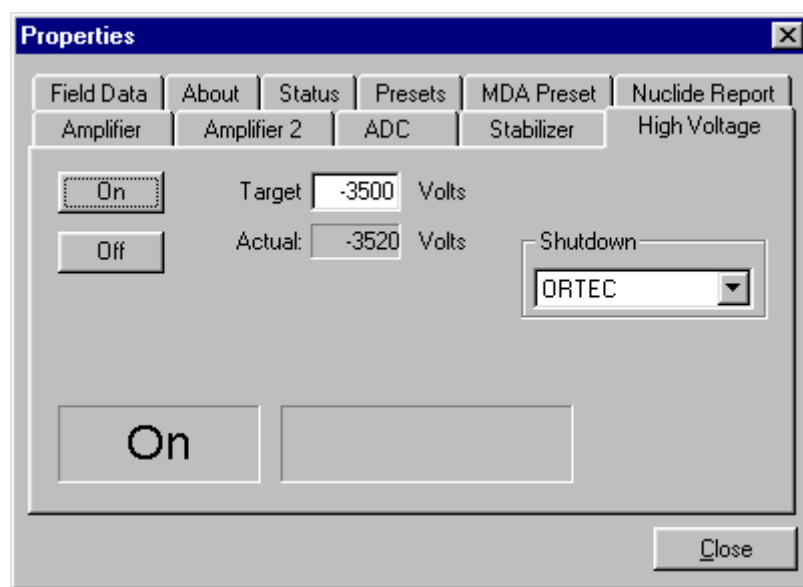 Properties
Field Data About Status Presets MDA Preset Nuclide Report
Amplifier Amplifier 2 ADC Stabilizer High Voltage
On Target -3500 Volts
Off Actual: -3520 Volts
Shutdown
ORTEC
On
Close